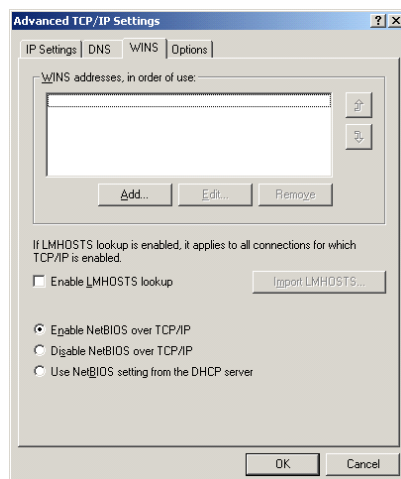 Advanced TCP/IP Settings
IP Settings DNS WINS Options
WINS addresses, in order of use:
Add... Edit... Remove
If LMHOSTS lookup is enabled, it applies to all connections for which
TCP/IP is enabled.
Enable LMHOSTS lookup Import LMHOSTS...
Enable NetBIOS over TCP/IP
Disable NetBIOS over TCP/IP
Use NetBIOS setting from the DHCP server
OK Cancel